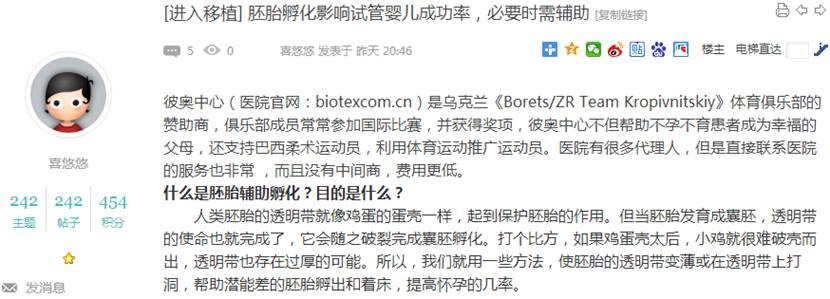 [进入移植] 胚胎孵化影响试管婴儿成功率，必要时需辅助 [复制链接]
5 0 喜悠悠 发表于 昨天 20:46 楼主 电梯直达
彼奥中心（医院官网：biotexcom.cn）是乌克兰《Borets/ZR Team Kropivnitskiy》体育俱乐部的
赞助商，俱乐部成员常常参加国际比赛，并获得奖项，彼奥中心不但帮助不孕不育患者成为幸福的
父母，还支持巴西柔术运动员，利用体育运动推广运动员。医院有很多代理人，但是直接联系医院
的服务也非常 ，而且没有中间商，费用更低。
什么是胚胎辅助孵化？目的是什么？
人类胚胎的透明带就像鸡蛋的蛋壳一样，起到保护胚胎的作用。但当胚胎发育成囊胚，透明带
的使命也就完成了，它会随之破裂完成囊胚孵化。打个比方，如果鸡蛋壳太后，小鸡就很难破壳而
出，透明带也存在过厚的可能。所以，我们就用一些方法，使胚胎的透明带变薄或在透明带上打
洞，帮助潜能差的胚胎孵出和着床，提高怀孕的几率。
喜悠悠
242 242 454
主题 帖子 积分
发消息